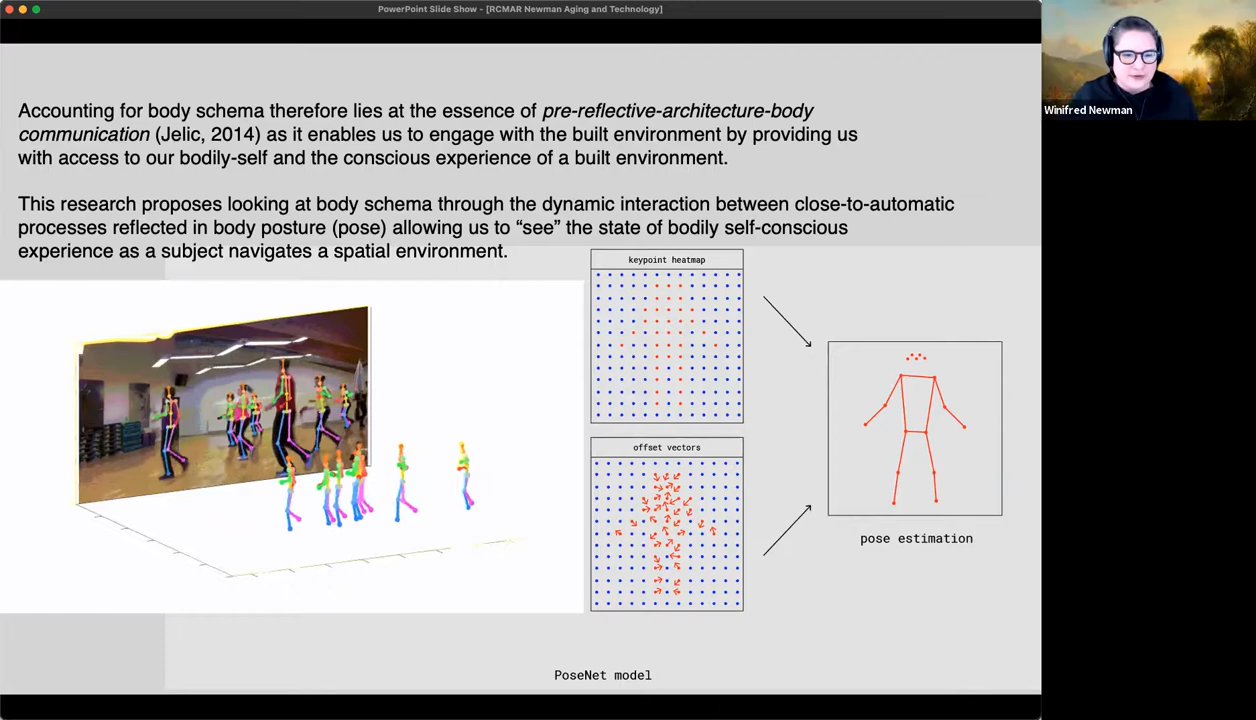 PowerPoint Slide Show - [RCMAR Newman Aging and Technology]
Winifred Newman
Accounting for body schema therefore lies at the essence of pre-reflective-architecture-body
communication (Jelic, 2014) as it enables us to engage with the built environment by providing us
with access to our bodily-self and the conscious experience of a built environment.
This research proposes looking at body schema through the dynamic interaction between close-to-automatic
processes reflected in body posture (pose) allowing us to “see” the state of bodily self-conscious
experience as a subject navigates a spatial environment.
keypoint heatmap
offset vectors
pose estimation
PoseNet model